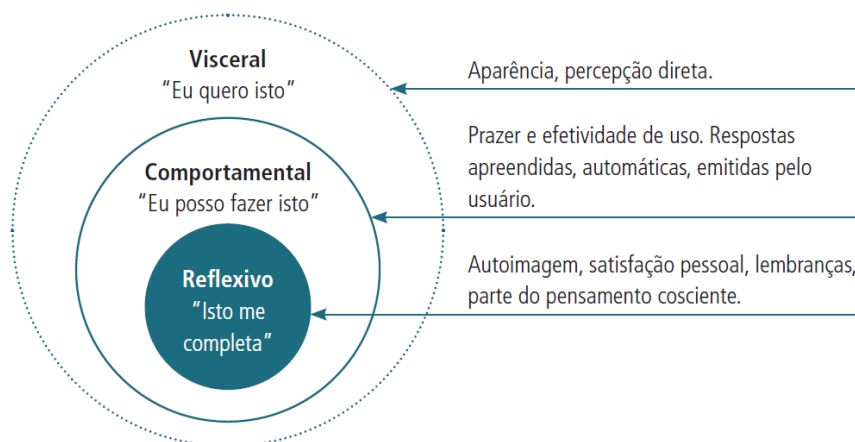 Visceral
“Eu quero isto”
Aparência, percepção direta.
Comportamental
“Eu posso fazer isto”
Prazer e efetividade de uso. Respostas
apreendidas, automáticas, emitidas pelo
usuário.
Reflexivo
“Isto me
completa”
Autoimagem, satisfação pessoal, lembranças,
parte do pensamento cosciente.